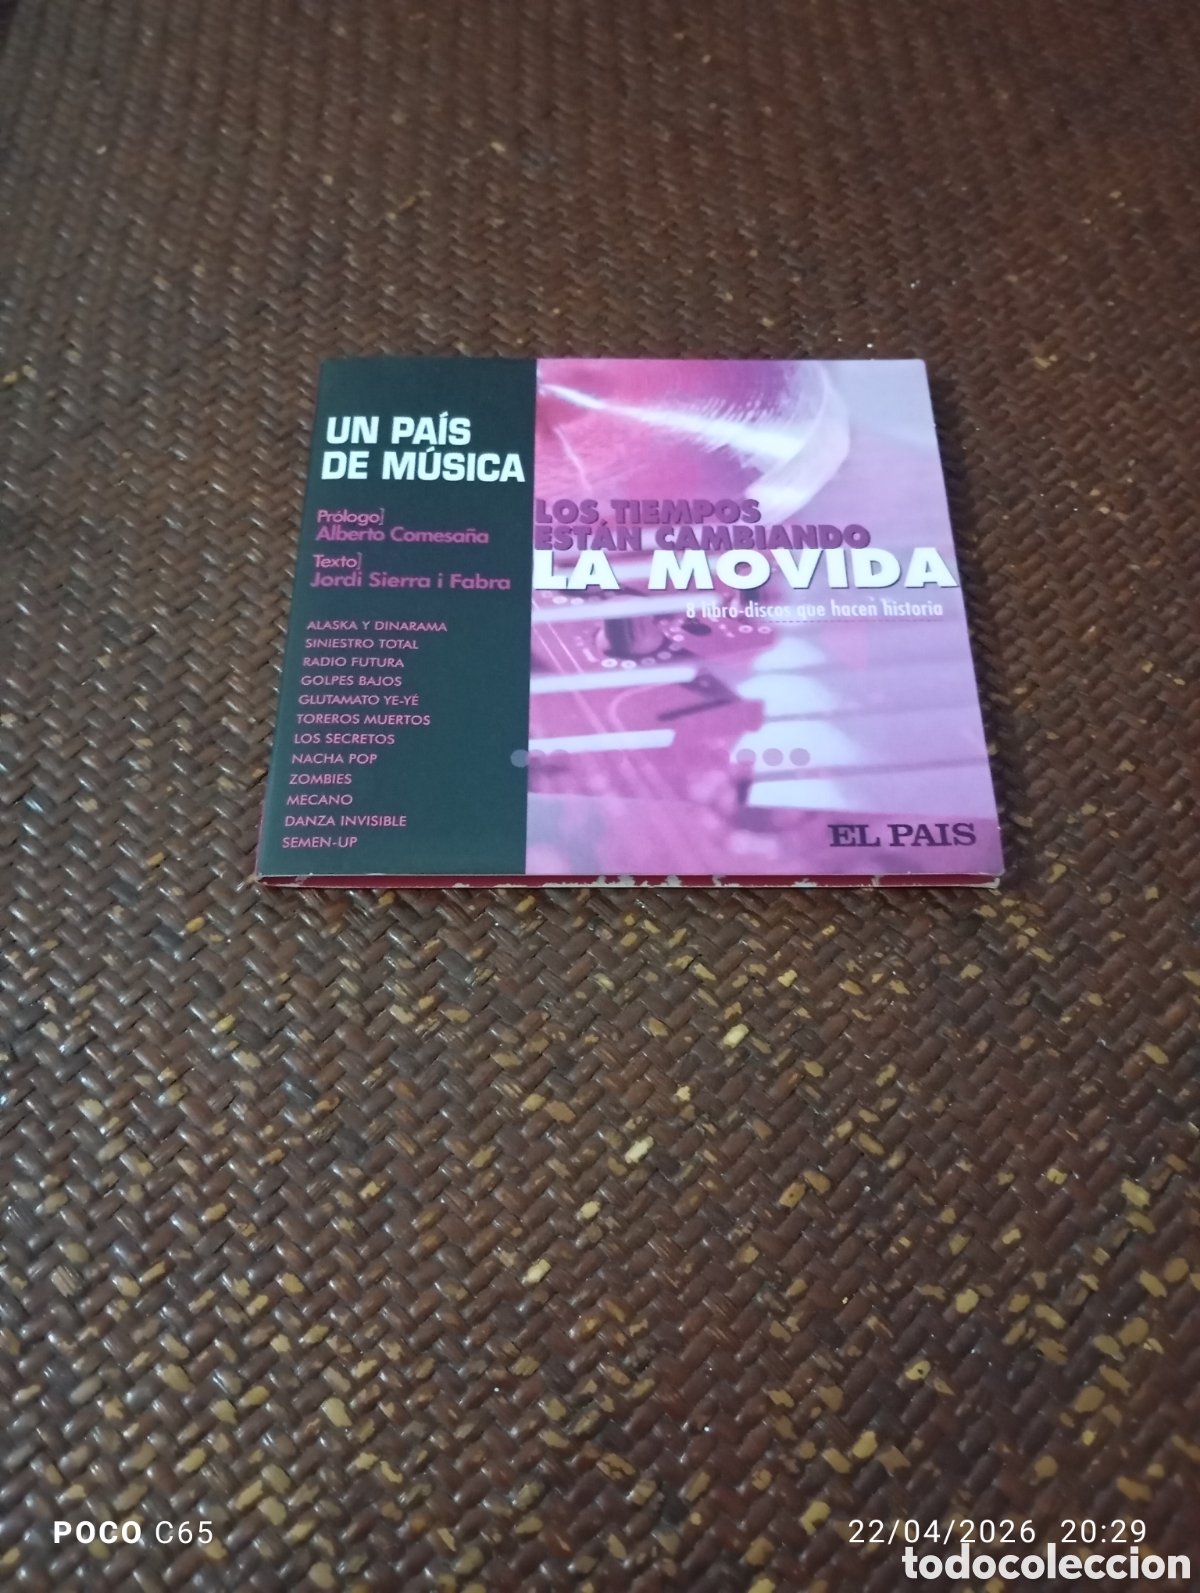 UN PAÍS
DE MÚSICA
Prólogo]
Alberto Comesaña
Texto]
Jordi Sierra i Fabra
ALASKA Y DINARAMA
SINIESTRO TOTAL
RADIO FUTURA
GOLPES BAJOS
GLUTAMATO YE-YÉ
TOREROS MUERTOS
LOS SECRETOS
NACHA POP
ZOMBIES
MECANO
DANZA INVISIBLE
SEMEN-UP
LOS TIEMPOS
ESTÁN CAMBIANDO
LA MOVIDA
8 libro-discos que hacen historia
EL PAIS
POCO C65
22/04/2026 20:29
todocoleccion